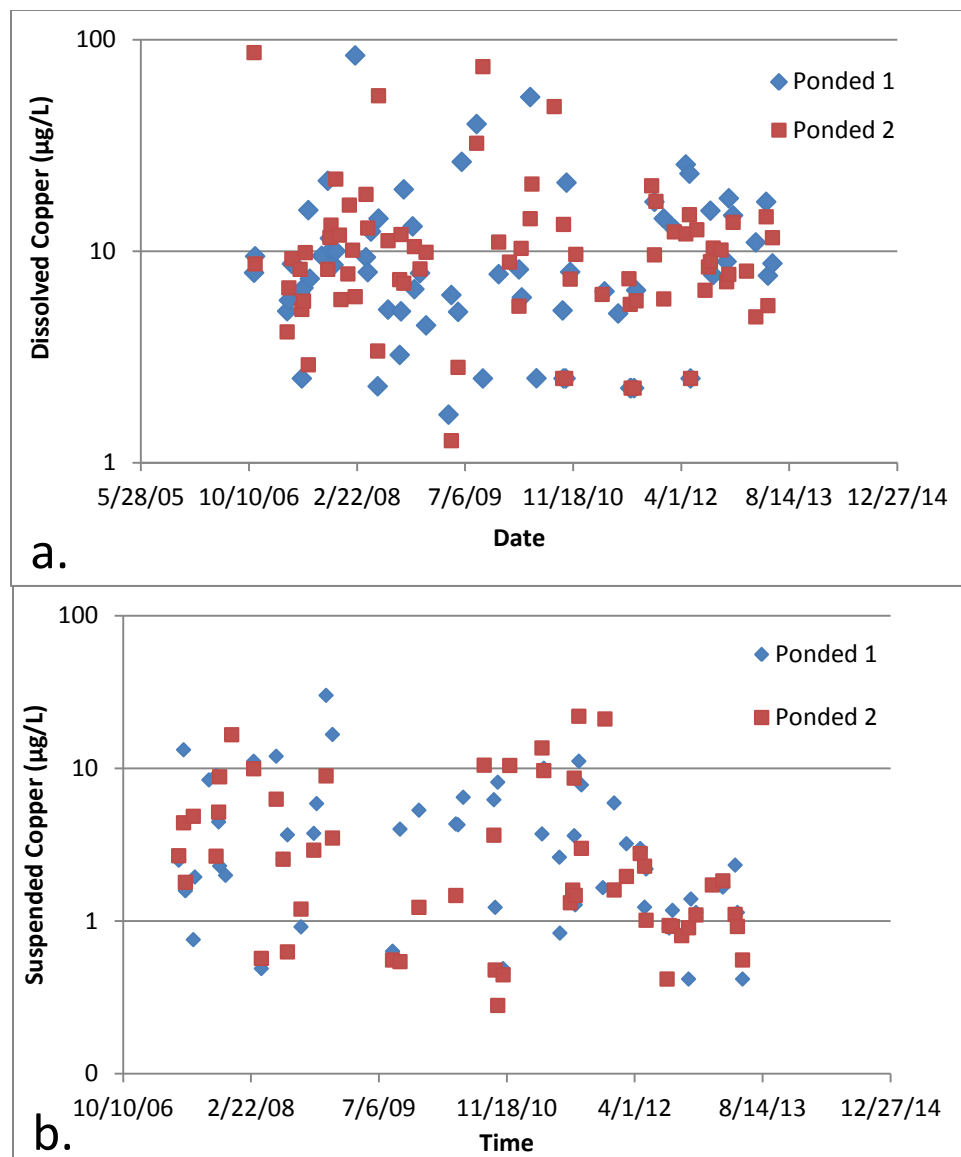 100
Ponded 1
Ponded 2
Dissolved Copper (µg/L)
10
1
5/28/05 10/10/06 2/22/08 7/6/09 11/18/10 4/1/12 8/14/13 12/27/14
Date
a.
100
Ponded 1
Ponded 2
Suspended Copper (µg/L)
10
1
0
10/10/06 2/22/08 7/6/09 11/18/10 4/1/12 8/14/13 12/27/14
Time
b.